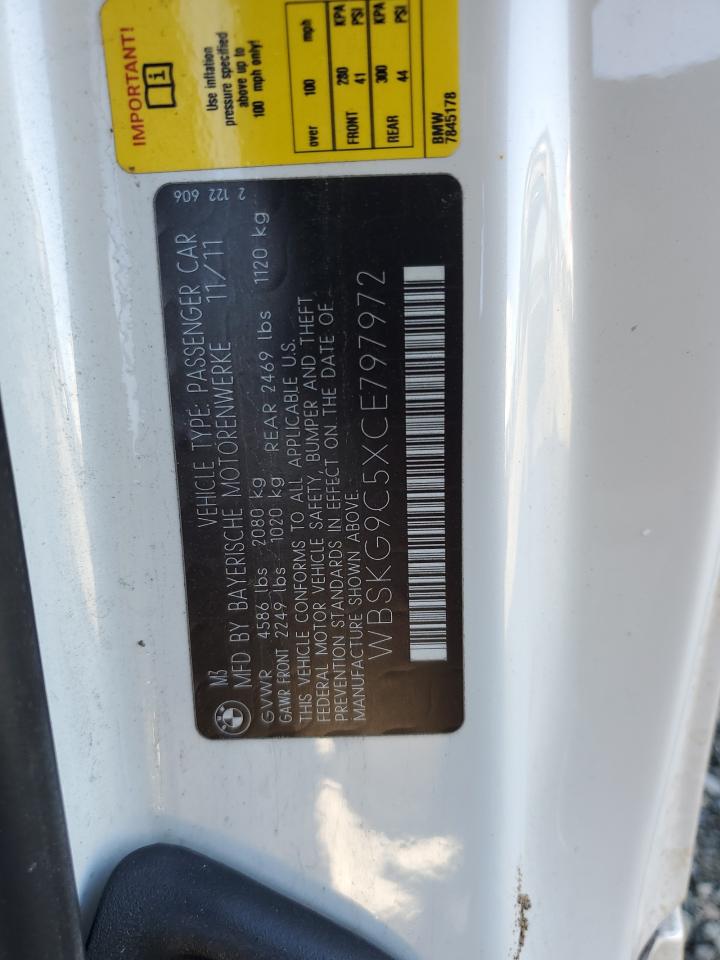 IMPORTANT!
Use inflation
pressure specified
above up to
100 mph only!
over 100 mph
FRONT 280 KPA
41 PSI
REAR 300 KPA
44 PSI
BMW
7845178
2 122 606
M3 VEHICLE TYPE: PASSENGER CAR
MFD BY BAYERISCHE MOTORENWERKE 11/11
GVWR 4586 lbs 2080 kg
GAWR FRONT 2249 lbs 1020 kg REAR 2469 lbs 1120 kg
THIS VEHICLE CONFORMS TO ALL APPLICABLE U.S.
FEDERAL MOTOR VEHICLE SAFETY, BUMPER AND THEFT
PREVENTION STANDARDS IN EFFECT ON THE DATE OF
MANUFACTURE SHOWN ABOVE.
WBSKG9C5XCE797972